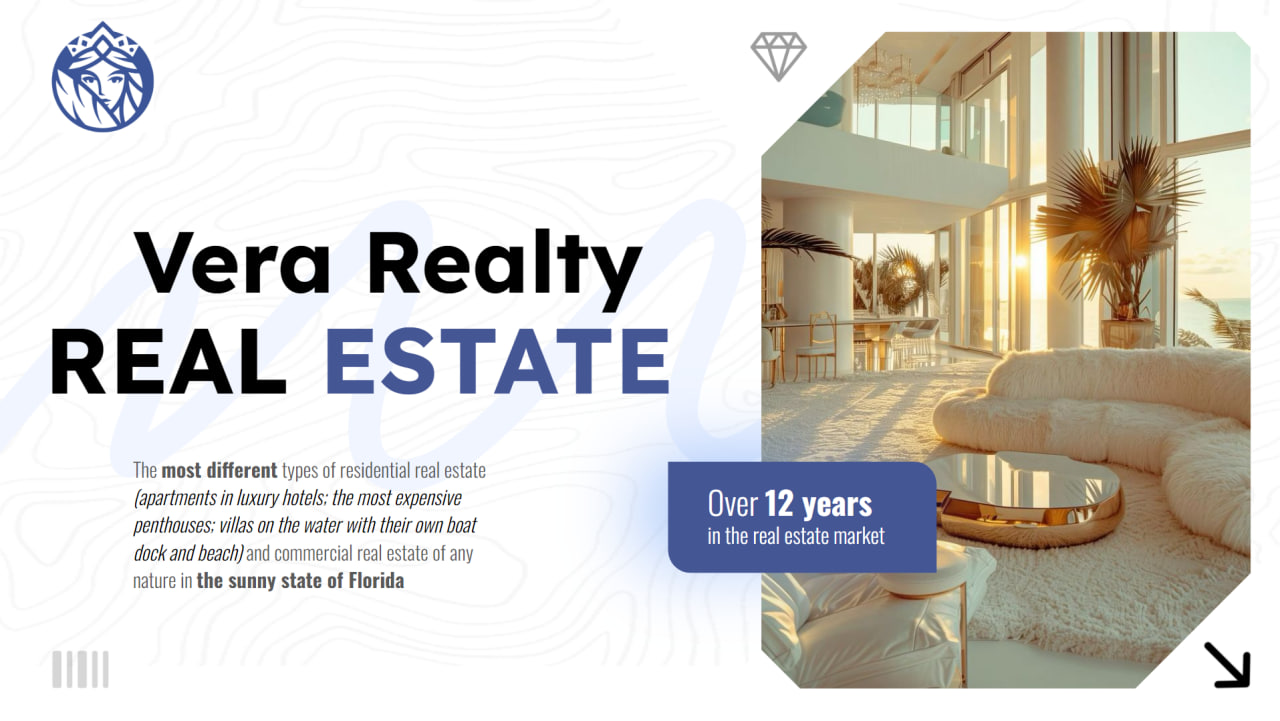 Vera Realty
REAL ESTATE
The most different types of residential real estate
(apartments in luxury hotels; the most expensive
penthouses; villas on the water with their own boat
dock and beach) and commercial real estate of any
nature in the sunny state of Florida
Over 12 years
in the real estate market